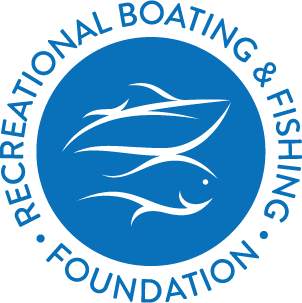 RECREATIONAL BOATING & FISHING
• FOUNDATION •